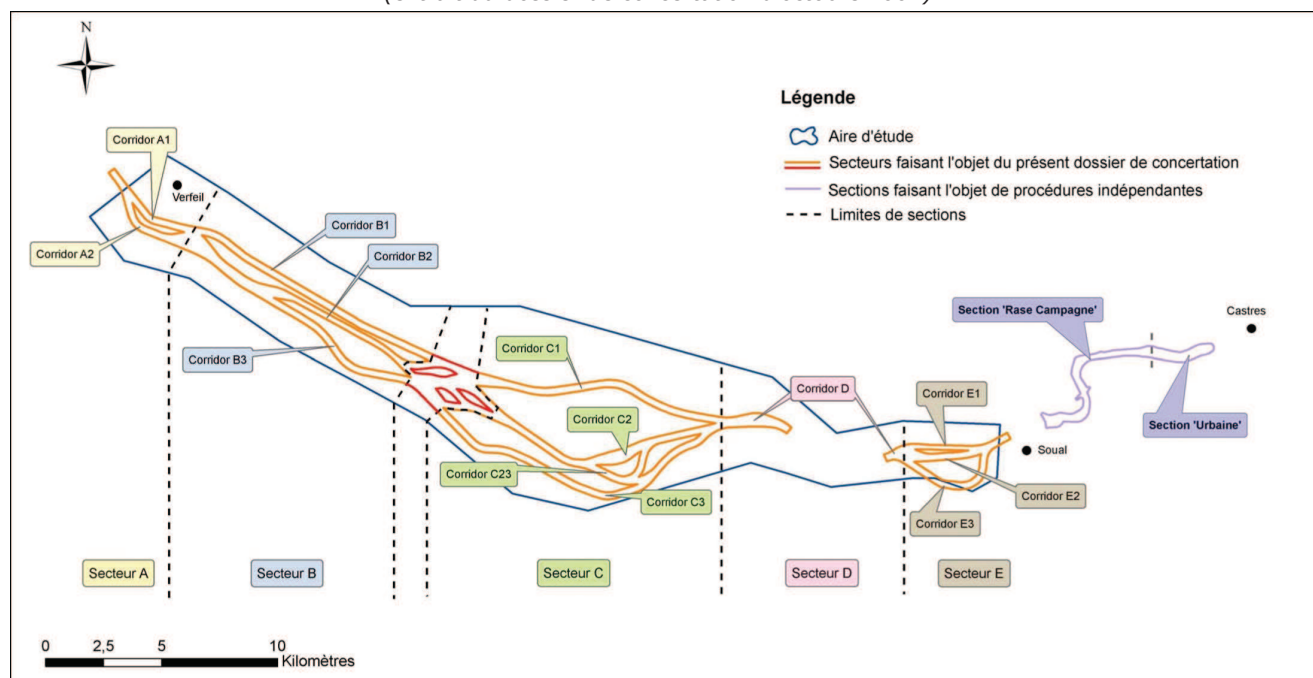 N
Légende
Aire d'étude
Secteurs faisant l'objet du présent dossier de concertation
Sections faisant l'objet de procédures indépendantes
Limites de sections
Corridor A1
Verfeil
Corridor A2
Corridor B1
Corridor B2
Corridor B3
Corridor C1
Corridor C2
Corridor C23
Corridor C3
Corridor D
Corridor E1
Soual
Corridor E2
Corridor E3
Section 'Rase Campagne'
Castres
Section 'Urbaine'
Secteur A
Secteur B
Secteur C
Secteur D
Secteur E
0 2,5 5 10
Kilomètres